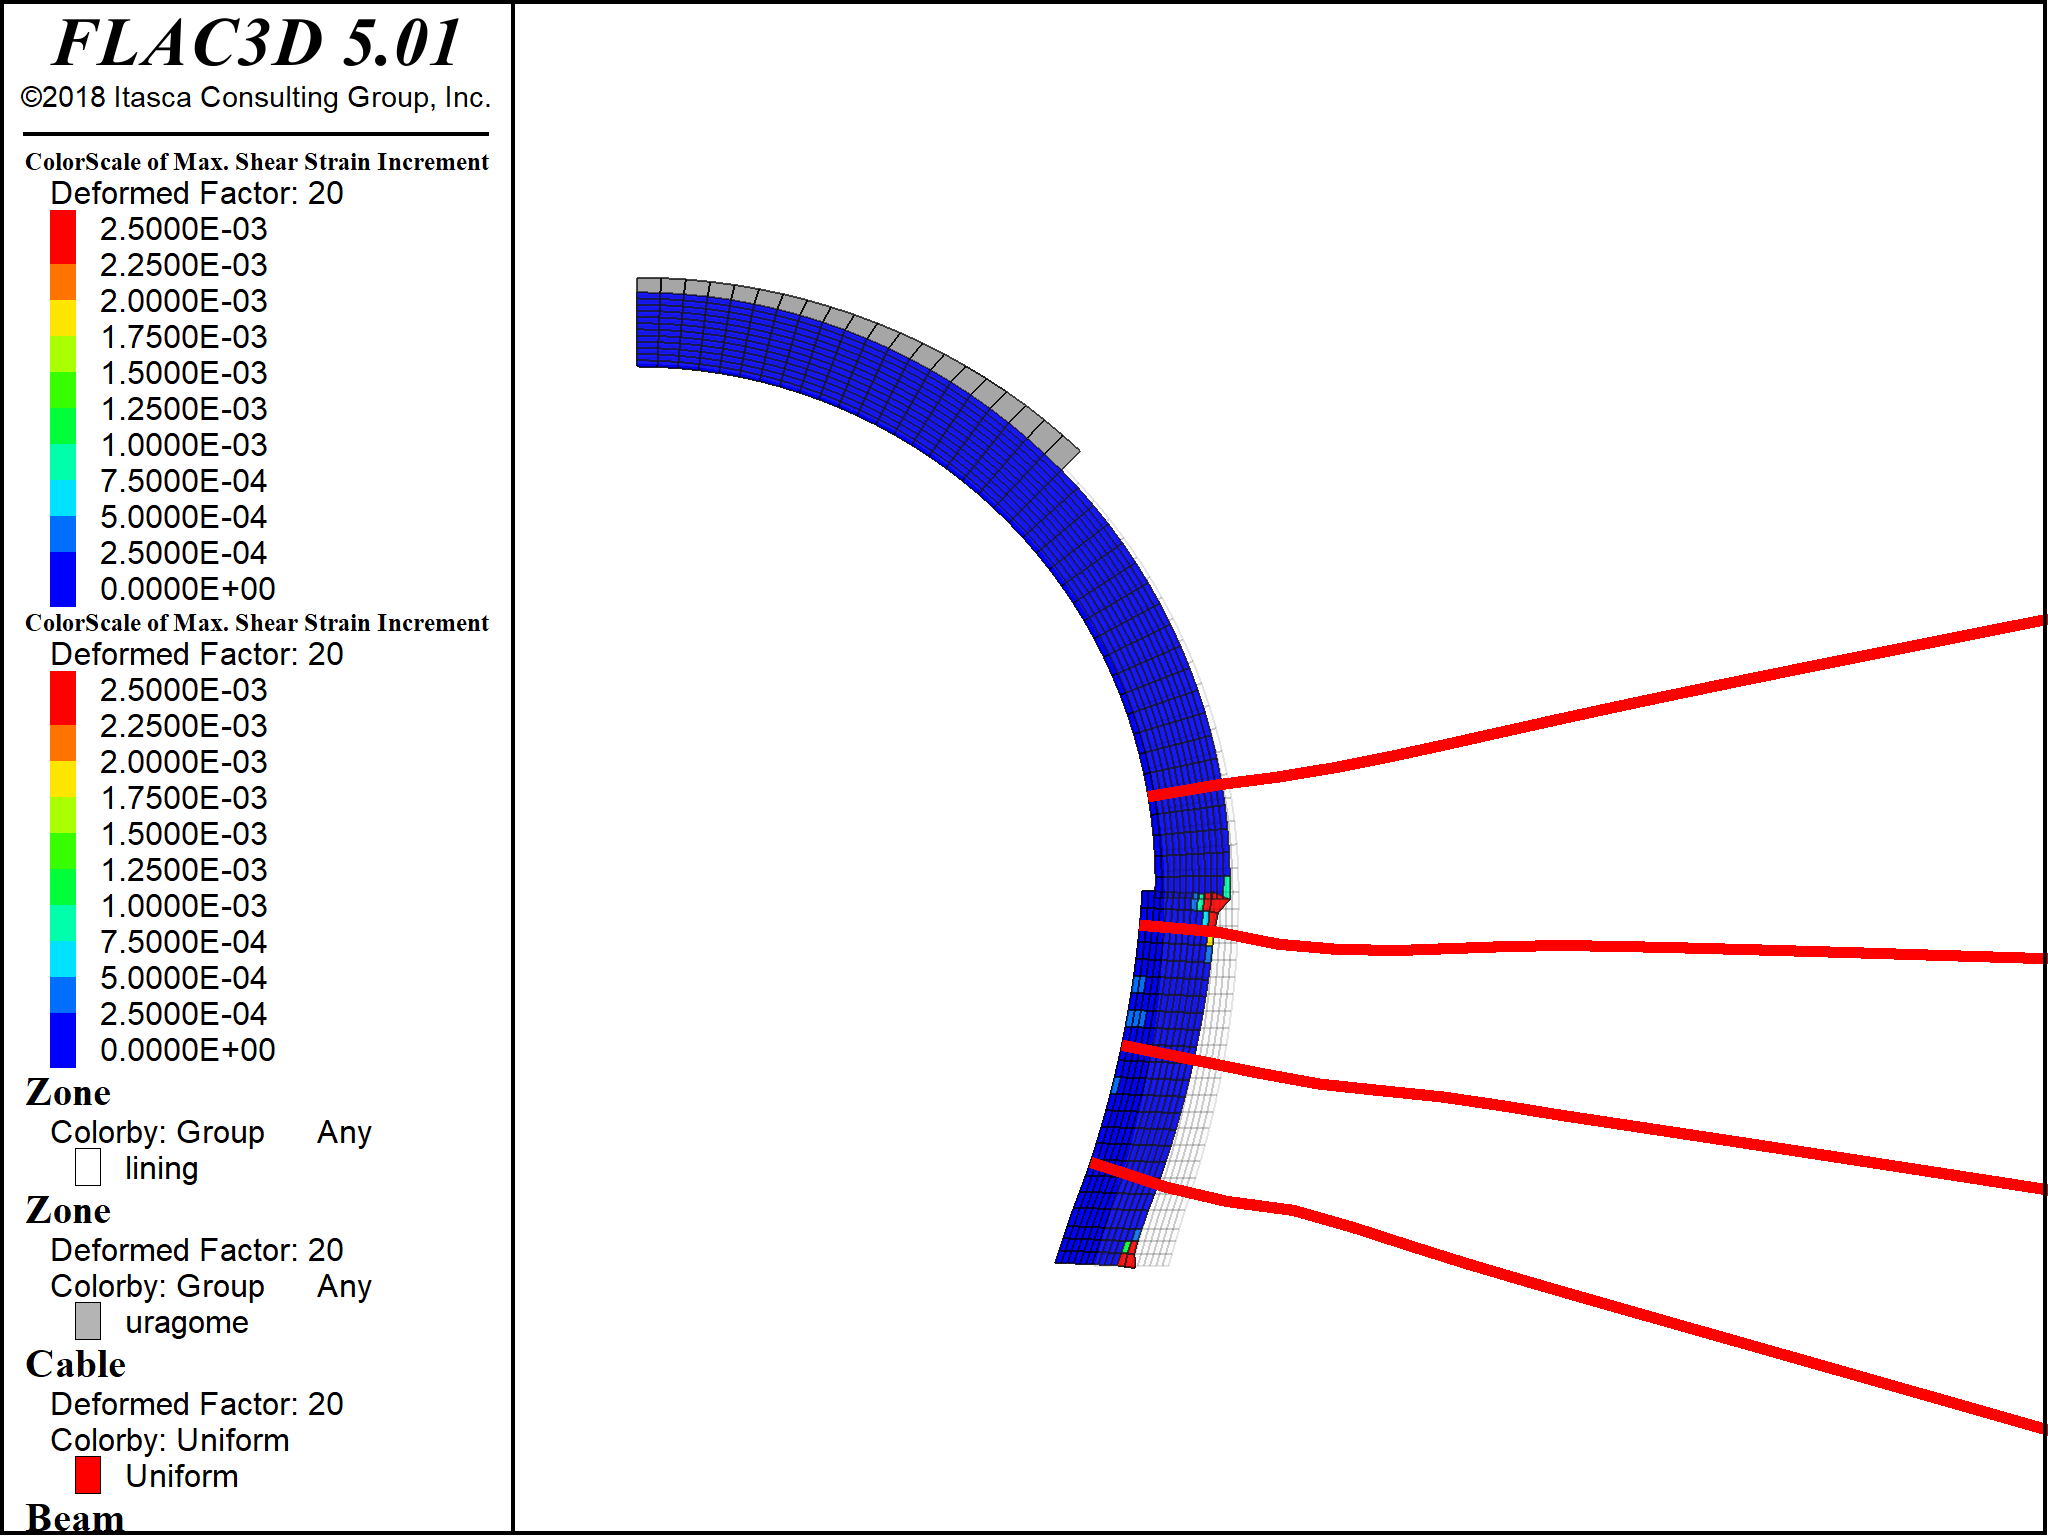 FLAC3D 5.01
©2018 Itasca Consulting Group, Inc.
ColorScale of Max. Shear Strain Increment
Deformed Factor: 20
2.5000E-03
2.2500E-03
2.0000E-03
1.7500E-03
1.5000E-03
1.2500E-03
1.0000E-03
7.5000E-04
5.0000E-04
2.5000E-04
0.0000E+00
ColorScale of Max. Shear Strain Increment
Deformed Factor: 20
2.5000E-03
2.2500E-03
2.0000E-03
1.7500E-03
1.5000E-03
1.2500E-03
1.0000E-03
7.5000E-04
5.0000E-04
2.5000E-04
0.0000E+00
Zone
Colorby: Group Any
lining
Zone
Deformed Factor: 20
Colorby: Group Any
uragome
Cable
Deformed Factor: 20
Colorby: Uniform
Uniform
Beam